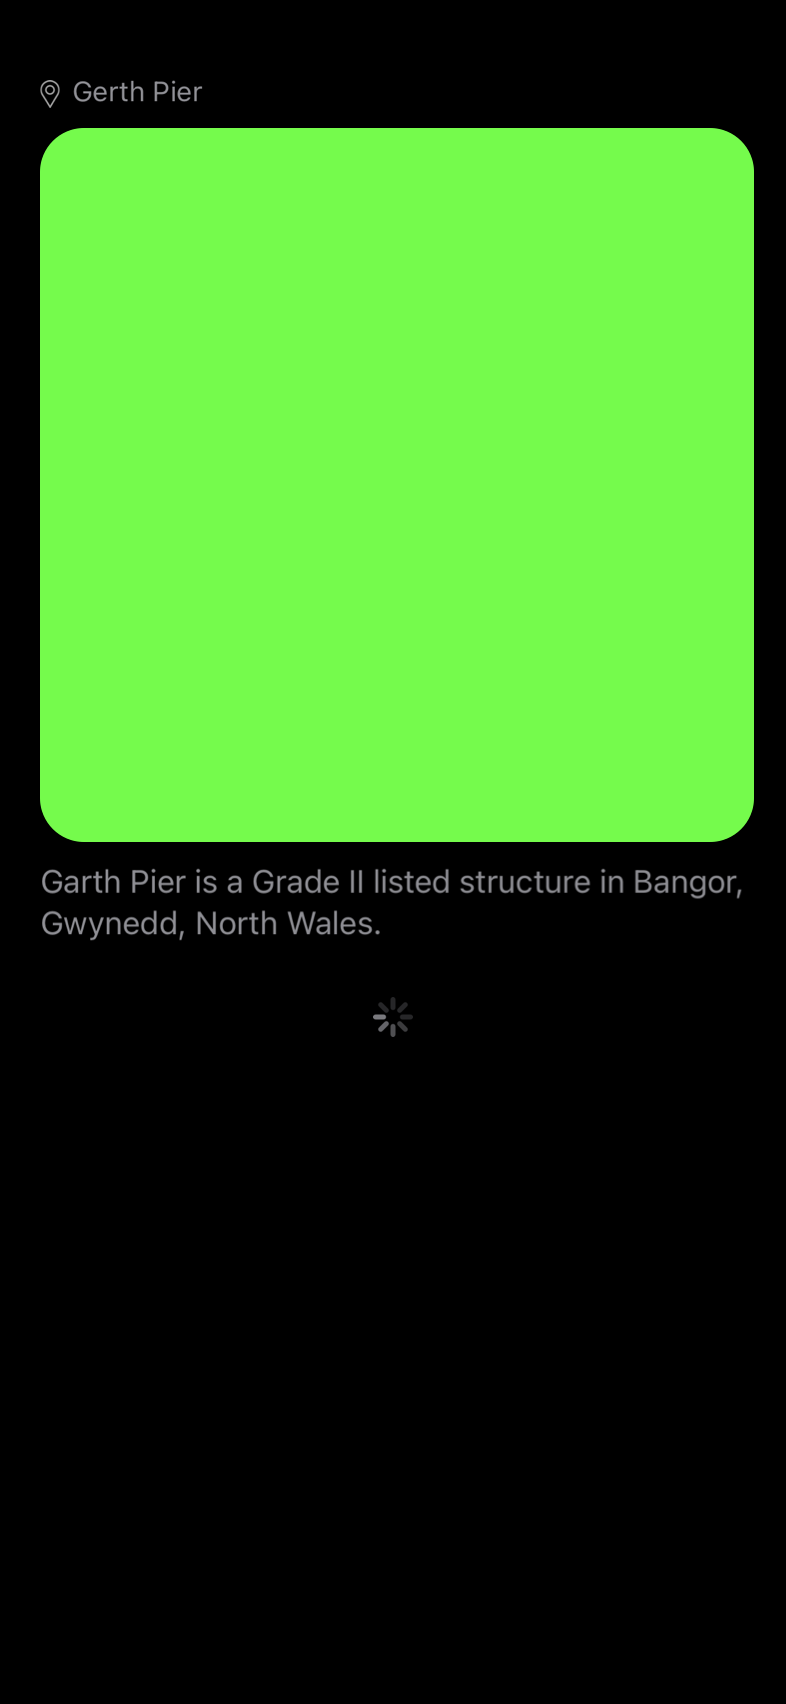 Gerth Pier
Garth Pier is a Grade II listed structure in Bangor,
Gwynedd, North Wales.